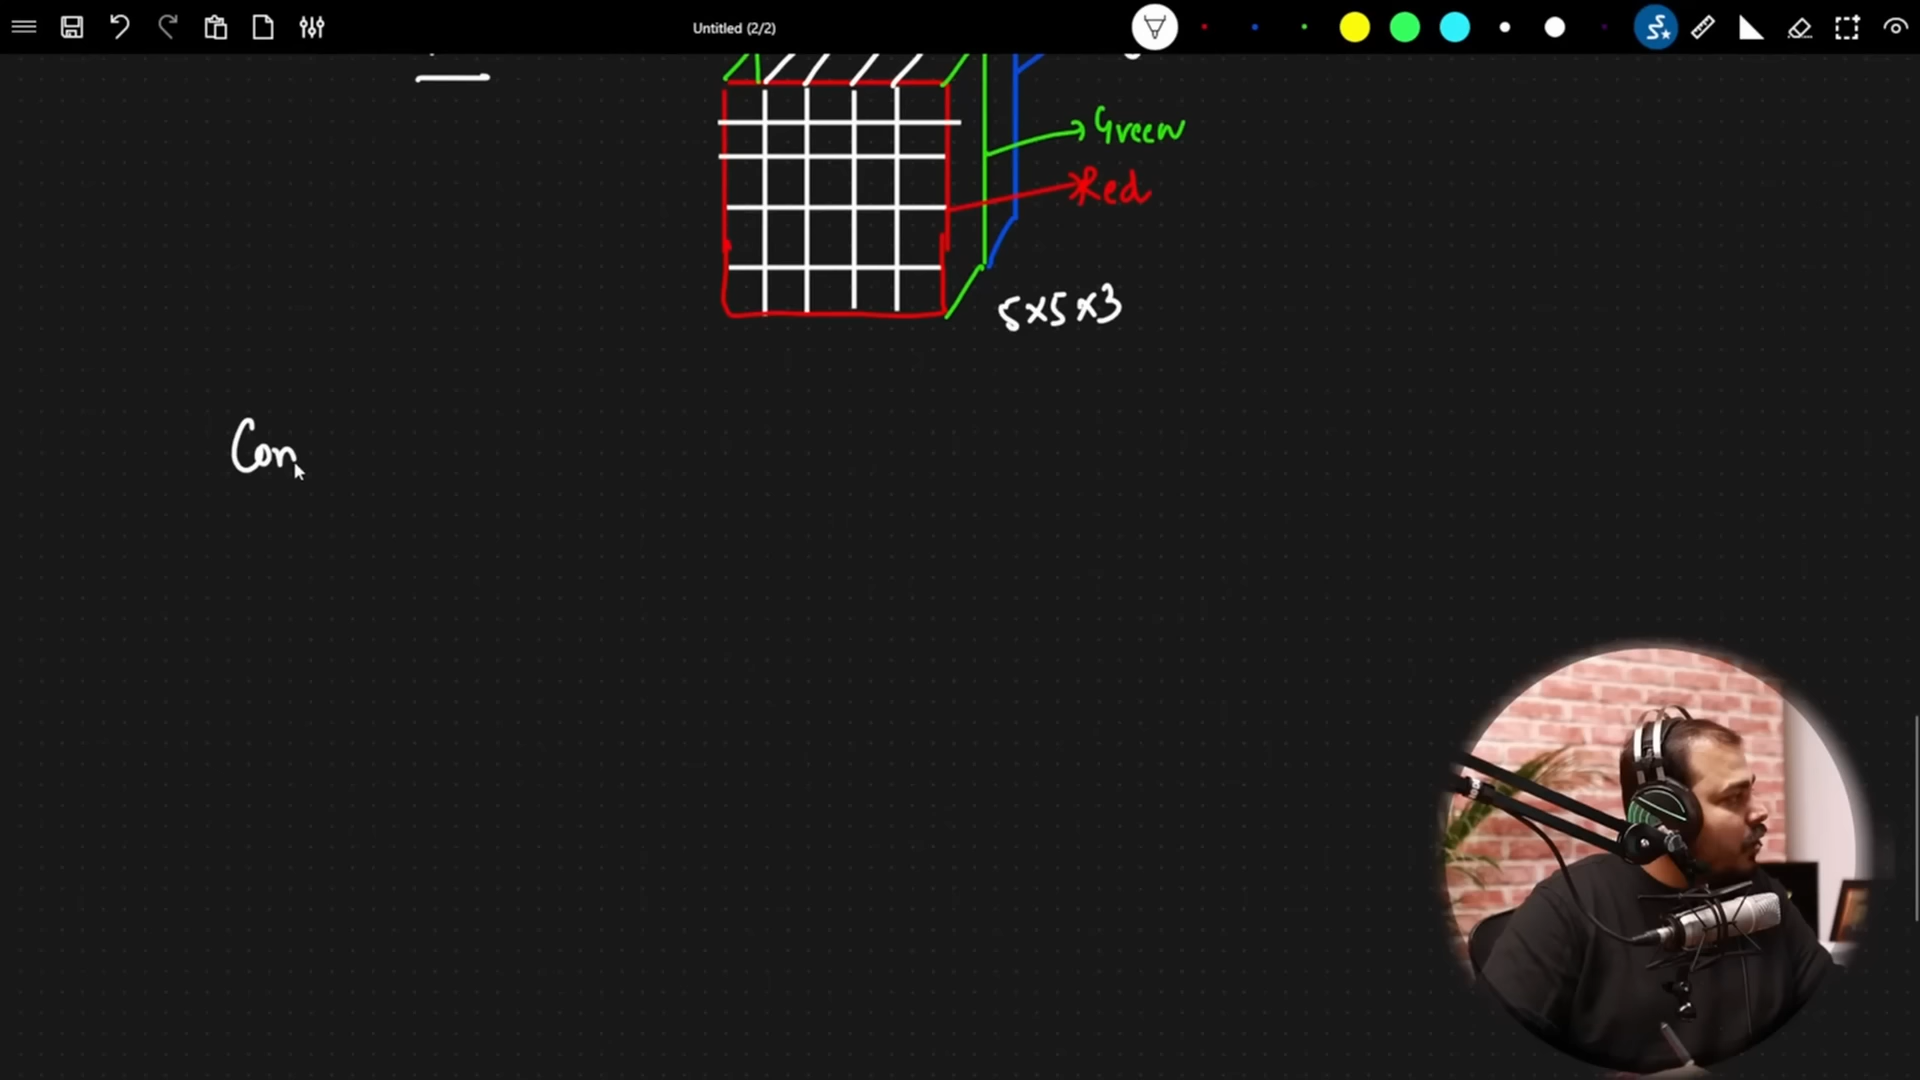 Untitled (2/2)
Green
Red
5x5x3
Con